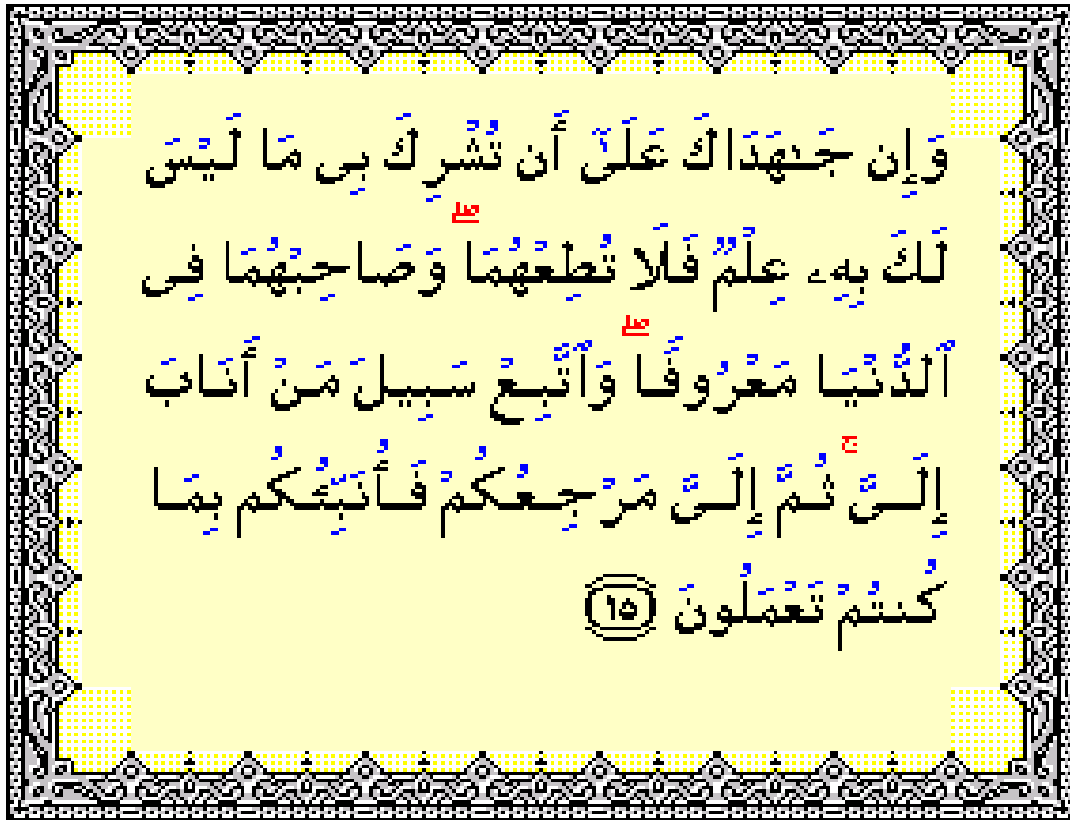 وَإِن جَـٰهَدَاكَ عَلَىٰٓ أَن تُشْرِكَ بِى مَا لَيْسَ
لَكَ بِهِۦ عِلْمٌ فَلَا تُطِعْهُمَا ۖ وَصَاحِبْهُمَا فِى
ٱلدُّنْيَا مَعْرُوفًا ۖ وَٱتَّبِعْ سَبِيلَ مَنْ أَنَابَ
إِلَىَّ ۚ ثُمَّ إِلَىَّ مَرْجِعُكُمْ فَأُنَبِّئُكُم بِمَا
كُنتُمْ تَعْمَلُونَ ١٥